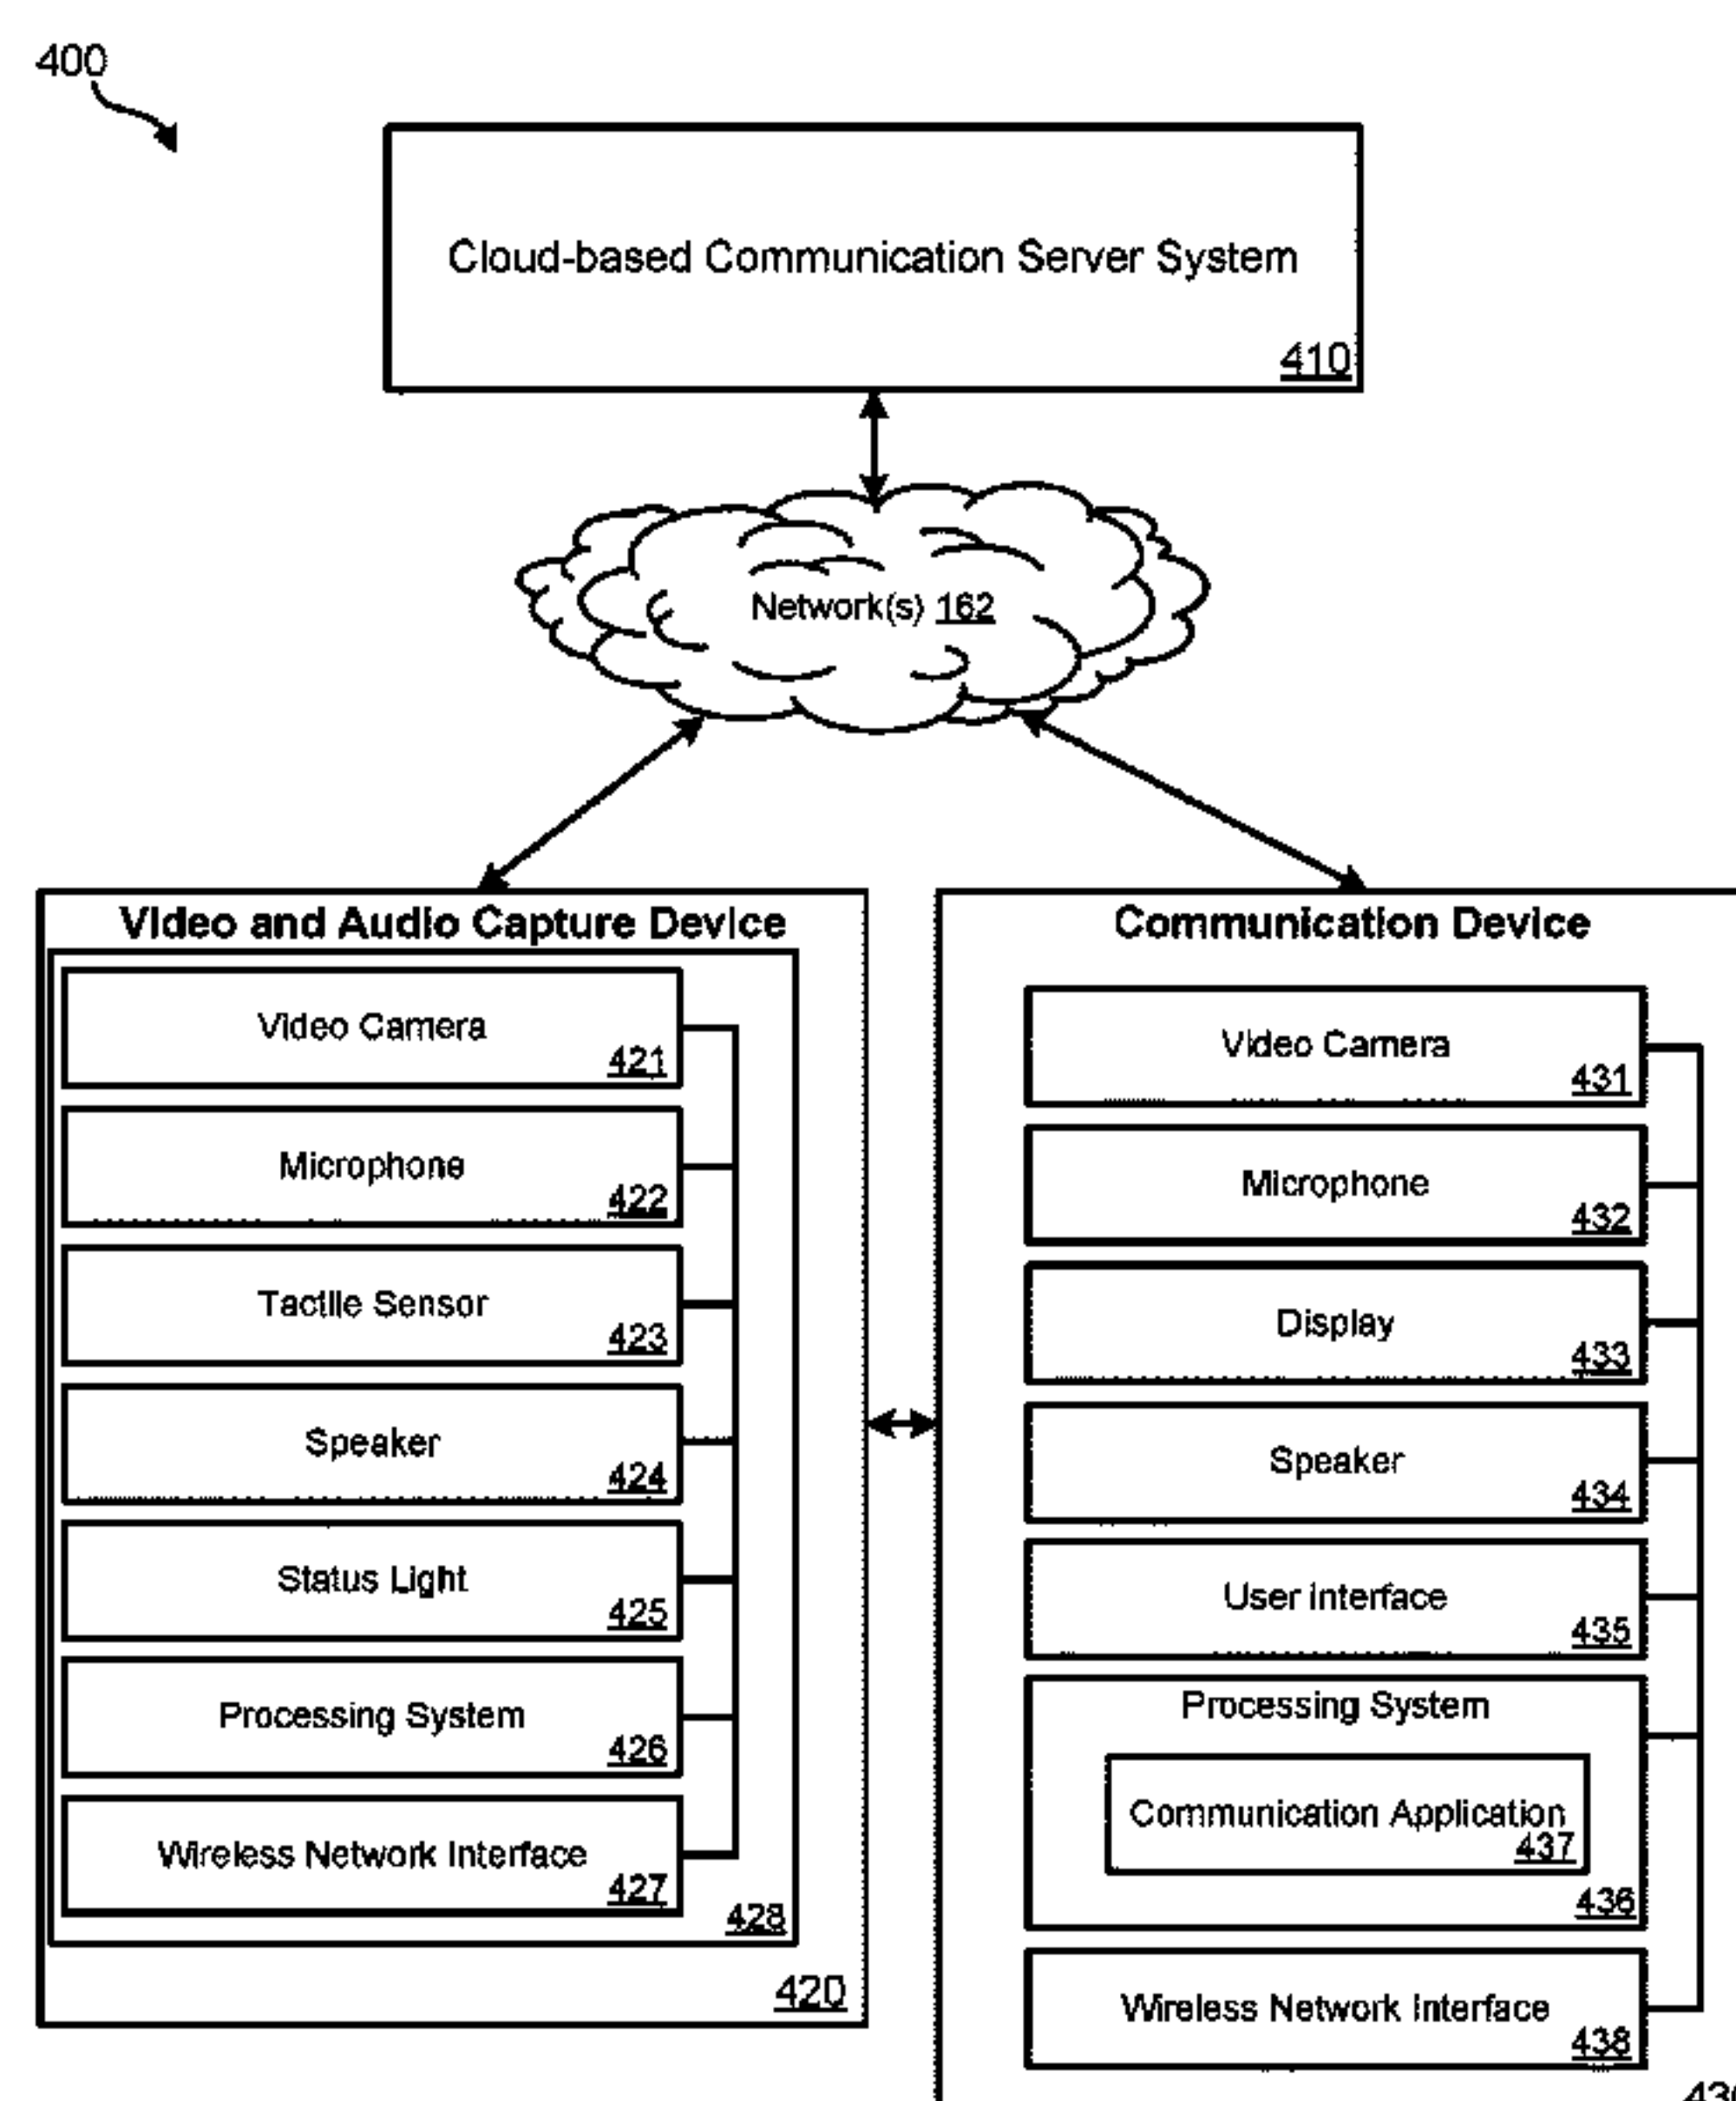 400
Cloud-based Communication Server System
410
Network(s) 162
Video and Audio Capture Device
Video Camera
421
Microphone
422
Tactile Sensor
423
Speaker
424
Status Light
425
Processing System
426
Wireless Network Interface
427
428
420
Communication Device
Video Camera
431
Microphone
432
Display
433
Speaker
434
User Interface
435
Processing System
Communication Application
437
436
Wireless Network Interface
438